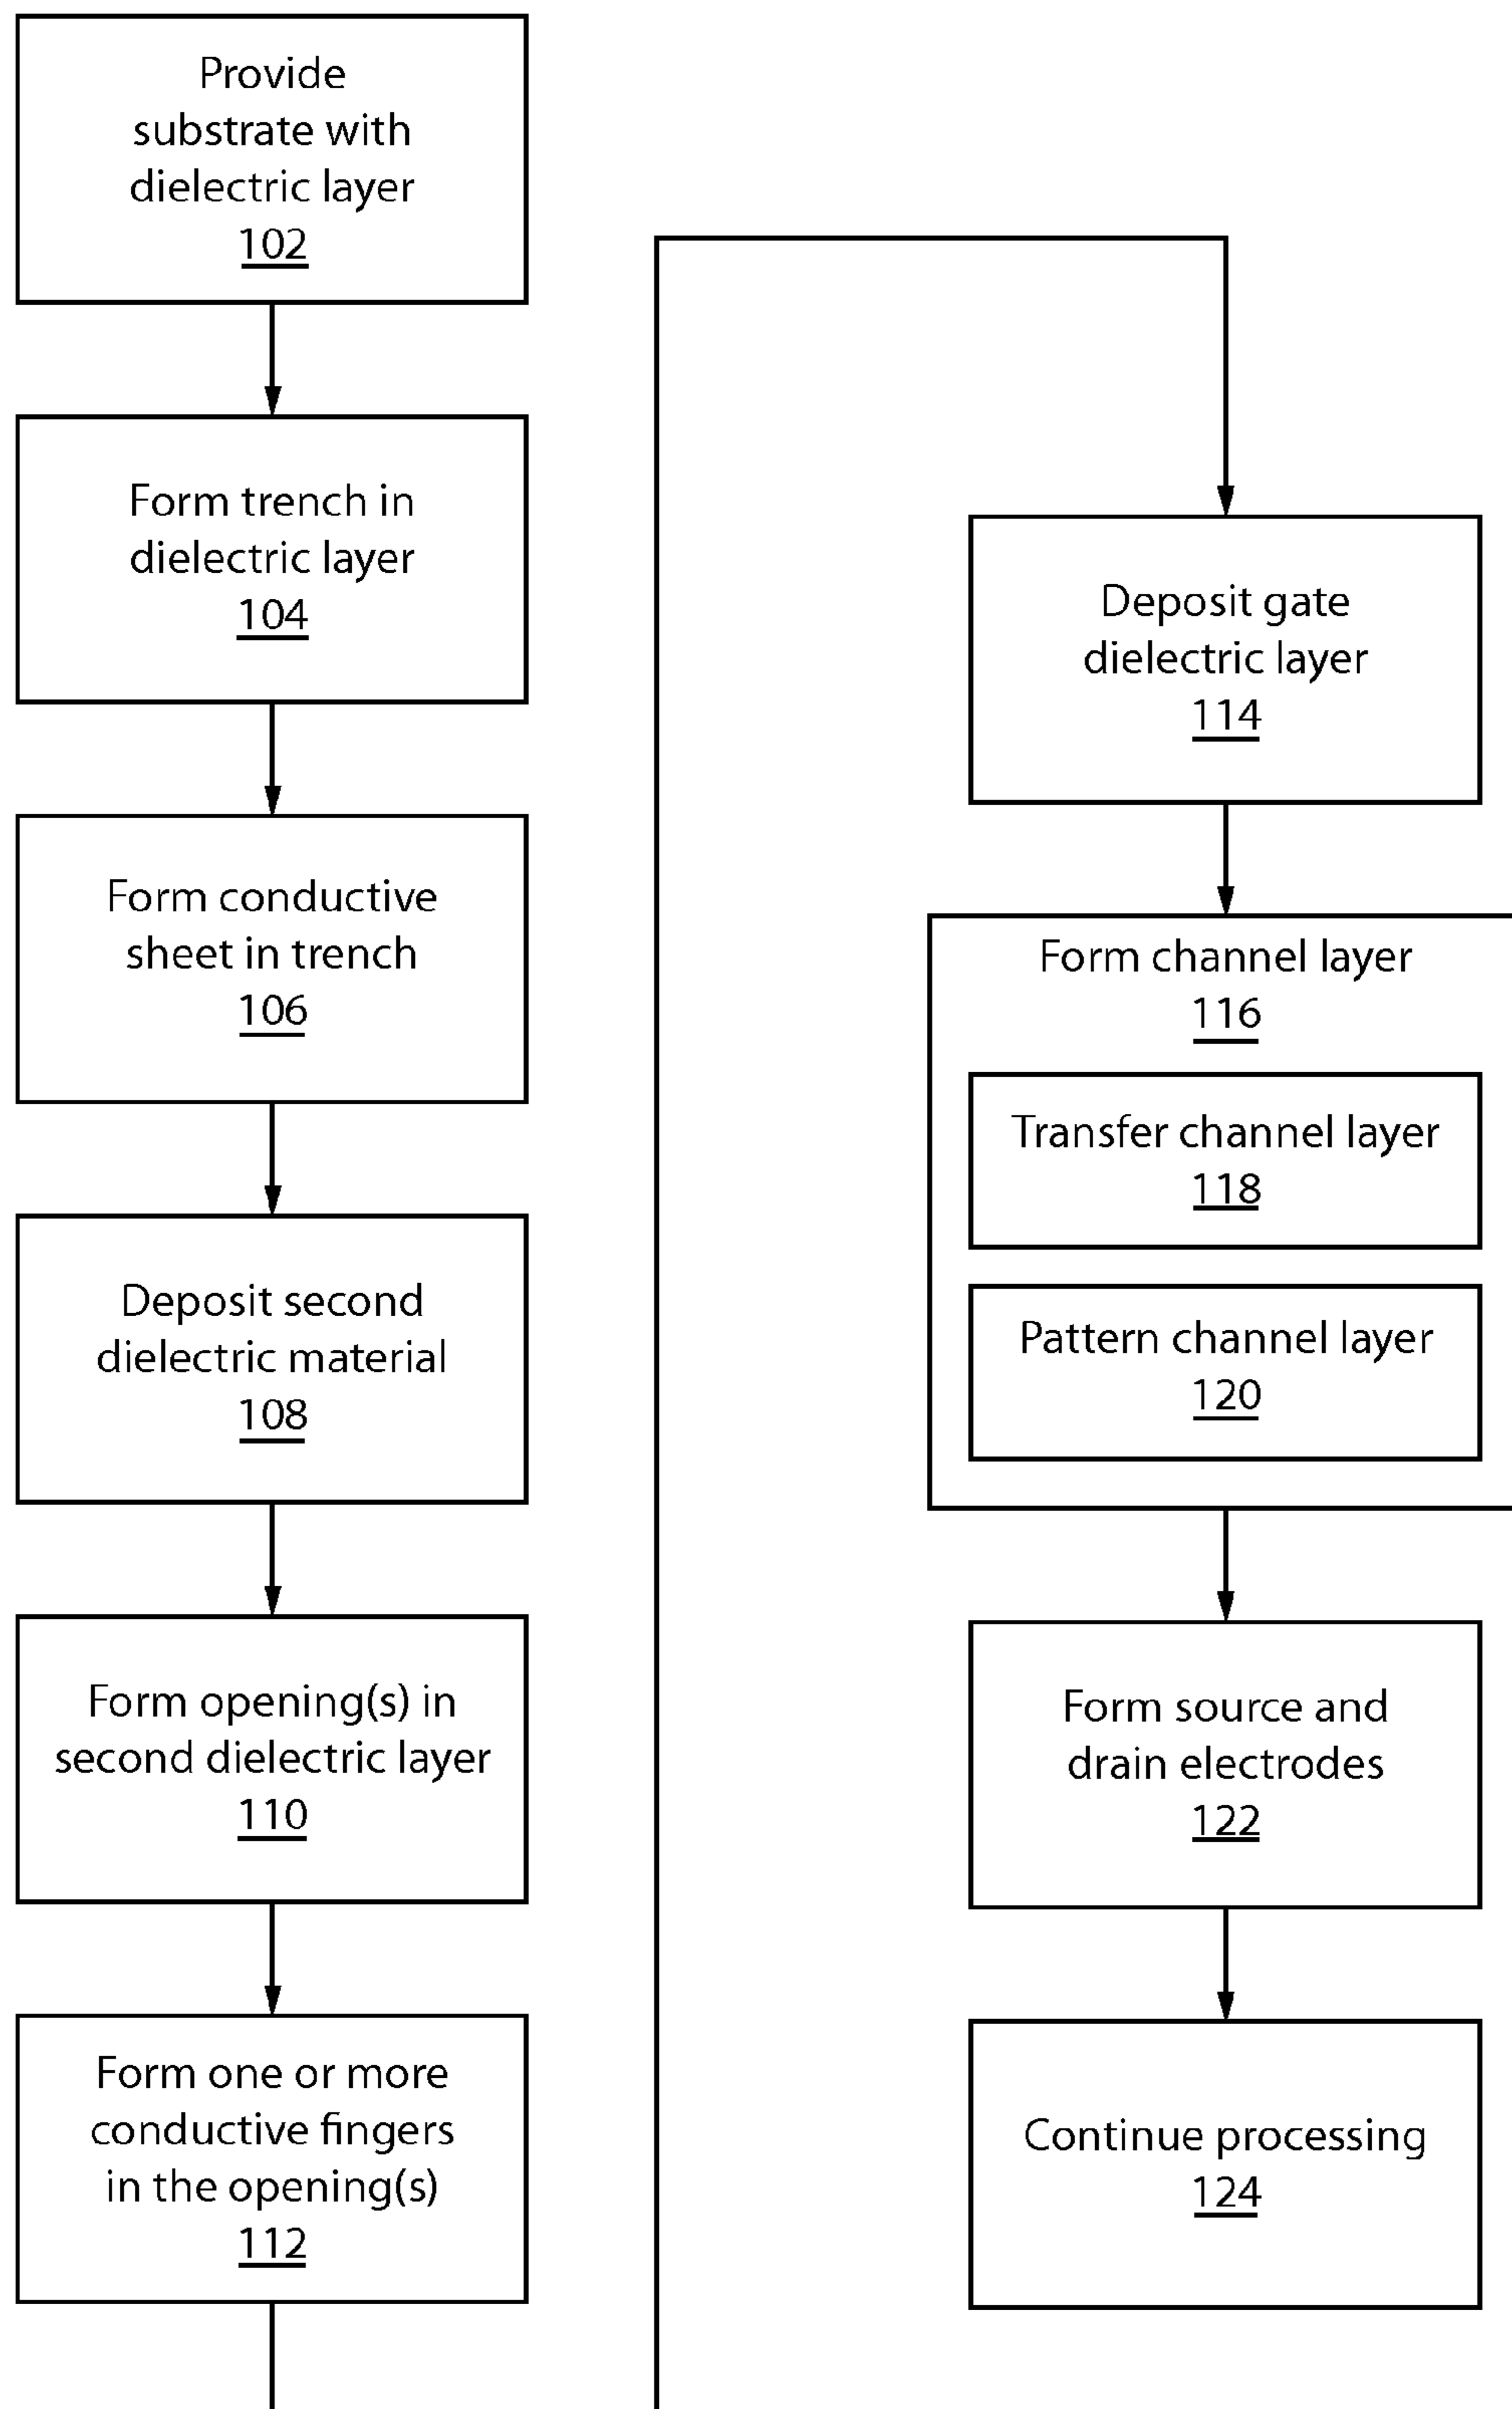 Provide
substrate with
dielectric layer
102
Form trench in
dielectric layer
104
Form conductive
sheet in trench
106
Deposit second
dielectric material
108
Form opening(s) in
second dielectric layer
110
Form one or more
conductive fingers
in the opening(s)
112
Deposit gate
dielectric layer
114
Form channel layer
116
Transfer channel layer
118
Pattern channel layer
120
Form source and
drain electrodes
122
Continue processing
124